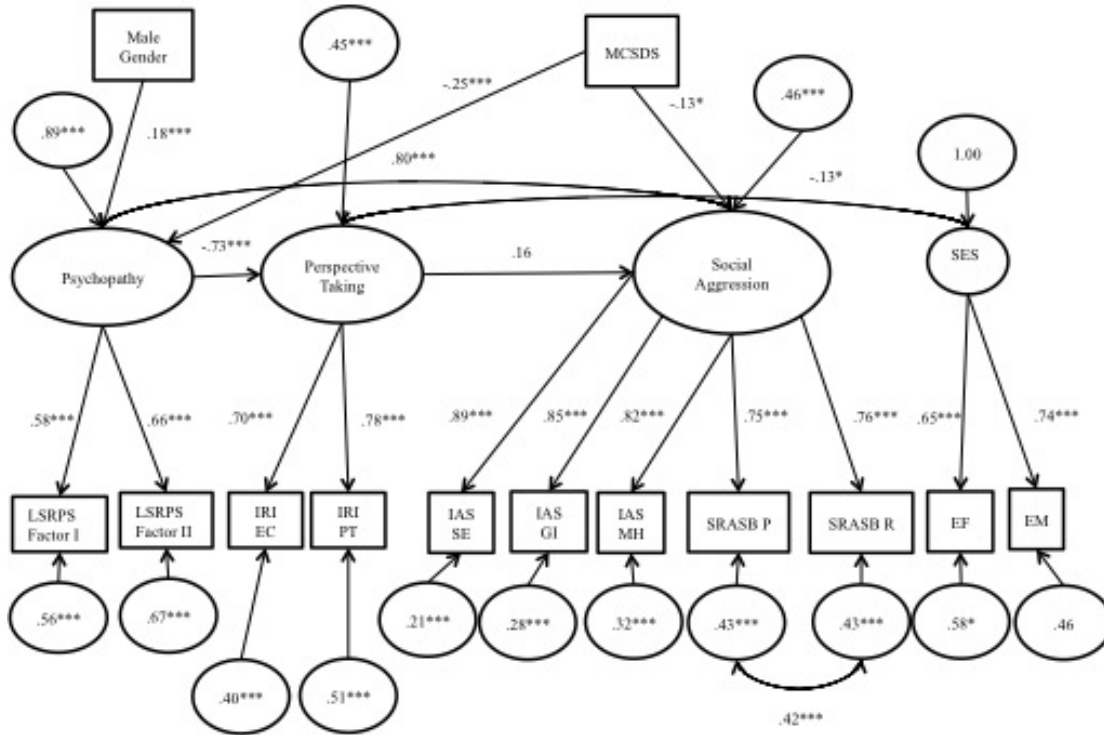 Male
Gender
.45***
MCSDS
-.25***
-.13*
.46***
.89***
.18***
.80***
1.00
-.13*
Psychopathy
-.73***
Perspective
Taking
.16
Social
Aggression
SES
.58***
.66***
.70***
.78***
.89***
.85***
.82***
.75***
.76***
.65***
.74***
LSRPS
Factor I
LSRPS
Factor II
IRI
EC
IRI
PT
IAS
SE
IAS
GI
IAS
MH
SRASB P
SRASB R
EF
EM
.56***
.67***
.21***
.28***
.32***
.43***
.43***
.58*
.46
.40***
.51***
.42***